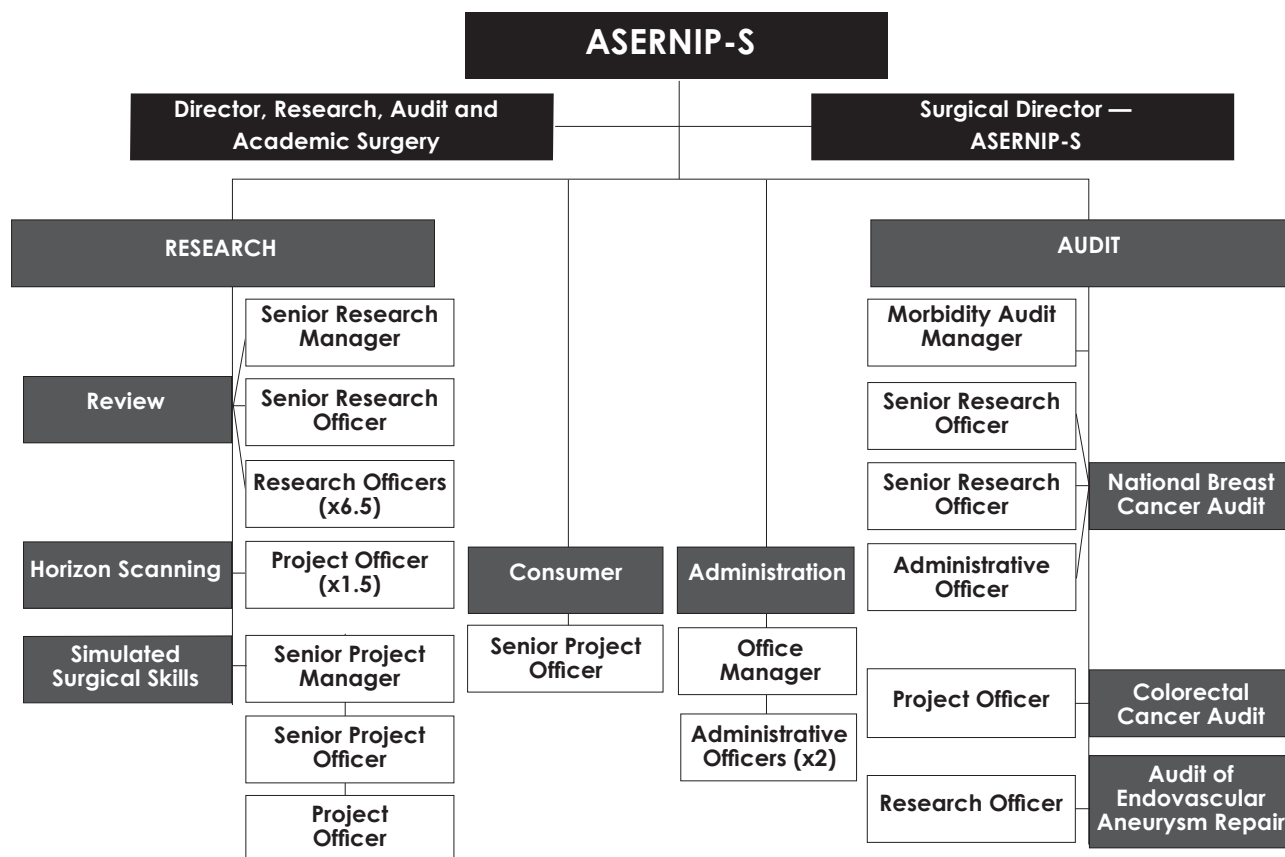 ASERNIP-S
Director, Research, Audit and
Academic Surgery
Surgical Director —
ASERNIP-S
RESEARCH
Senior Research
Manager
Review
Senior Research
Officer
Research Officers
(x6.5)
Horizon Scanning
Project Officer
(x1.5)
Simulated
Surgical Skills
Senior Project
Manager
Senior Project
Officer
Project
Officer
Consumer
Senior Project
Officer
Administration
Office
Manager
Administrative
Officers (x2)
AUDIT
Morbidity Audit
Manager
Senior Research
Officer
Senior Research
Officer
National Breast
Cancer Audit
Administrative
Officer
Project Officer
Colorectal
Cancer Audit
Research Officer
Audit of
Endovascular
Aneurysm Repair